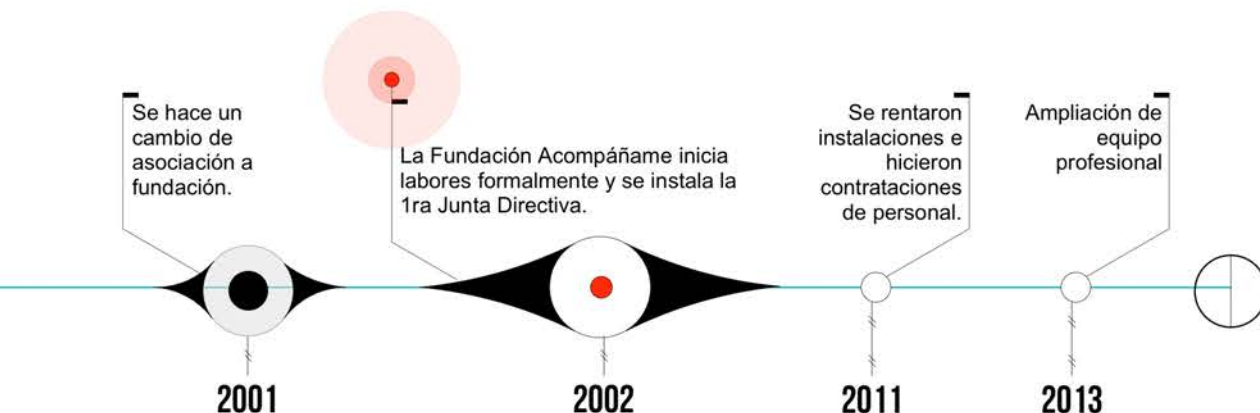 Se hace un
cambio de
asociación a
fundación.
La Fundación Acompáñame inicia
labores formalmente y se instala la
1ra Junta Directiva.
Se rentaron
instalaciones e
hicieron
contrataciones
de personal.
Ampliación de
equipo
profesional
2001
2002
2011
2013